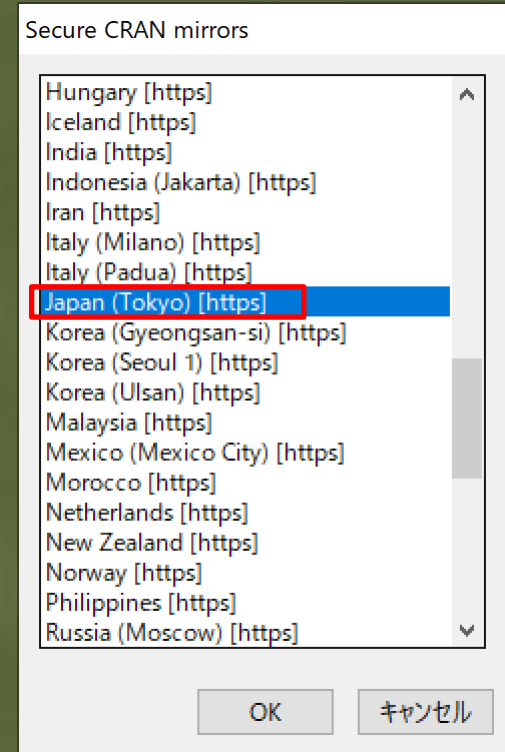 Secure CRAN mirrors
Hungary [https]
Iceland [https]
India [https]
Indonesia (Jakarta) [https]
Iran [https]
Italy (Milano) [https]
Italy (Padua) [https]
Japan (Tokyo) [https]
Korea (Gyeongsan-si) [https]
Korea (Seoul 1) [https]
Korea (Ulsan) [https]
Malaysia [https]
Mexico (Mexico City) [https]
Morocco [https]
Netherlands [https]
New Zealand [https]
Norway [https]
Philippines [https]
Russia (Moscow) [https]
OK キャンセル